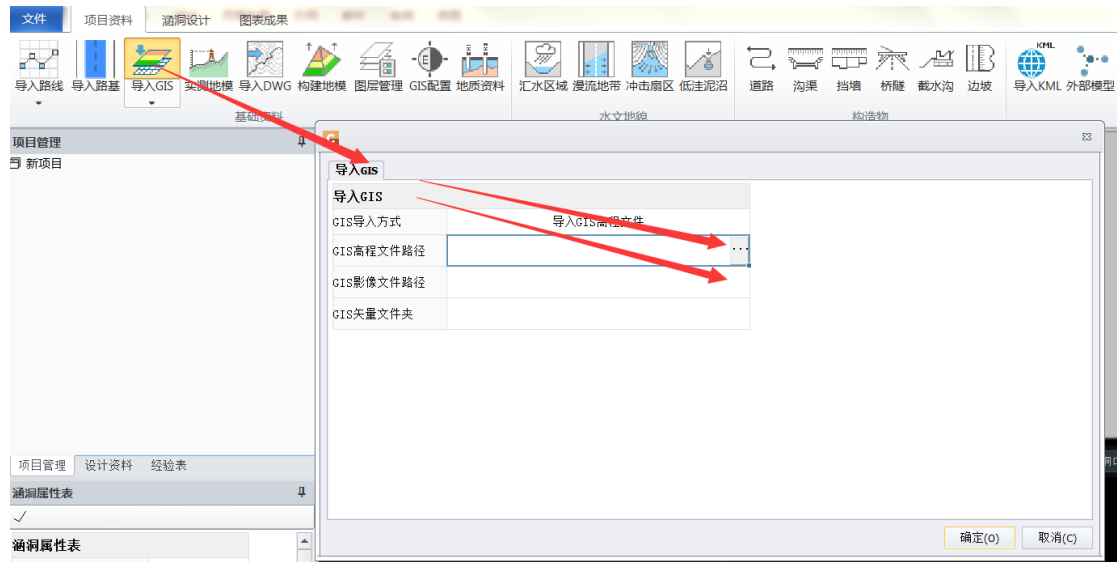 文件 项目资料 涵洞设计 图表成果
导入路线 导入路基 导入GIS 实测地模 导入DWG 构建地模 图层管理 GIS配置 地质资料 汇水区域 漫流地带 冲击扇区 低洼泥沼 道路 沟渠 挡墙 桥隧 截水沟 边坡 KML 导入KML 外部模型
基础资料 水文地貌 构造物
项目管理
新项目
导入GIS
导入GIS
GIS导入方式 导入GIS高程文件
GIS高程文件路径 ...
GIS影像文件路径
GIS矢量文件夹
项目管理 设计资料 经验表
涵洞属性表
涵洞属性表
确定(O) 取消(C)